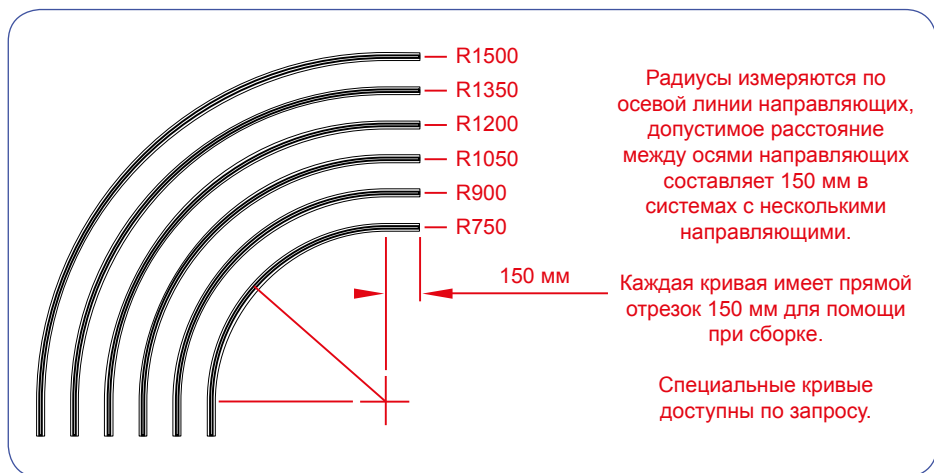 R1500
R1350
R1200
R1050
R900
R750
150 мм
Радиусы измеряются по
осевой линии направляющих,
допустимое расстояние
между осями направляющих
составляет 150 мм в
системах с несколькими
направляющими.
Каждая кривая имеет прямой
отрезок 150 мм для помощи
при сборке.
Специальные кривые
доступны по запросу.